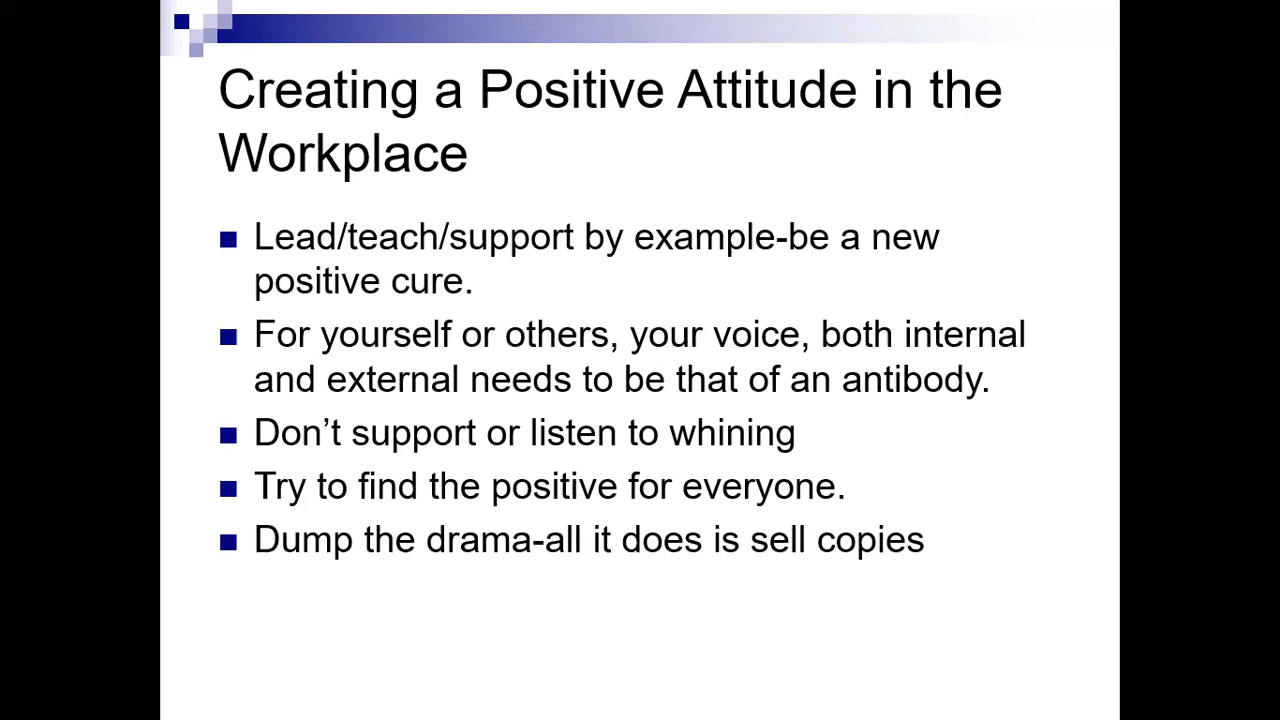 Creating a Positive Attitude in the
Workplace
Lead/teach/support by example-be a new
positive cure.
For yourself or others, your voice, both internal
and external needs to be that of an antibody.
Don’t support or listen to whining
Try to find the positive for everyone.
Dump the drama-all it does is sell copies